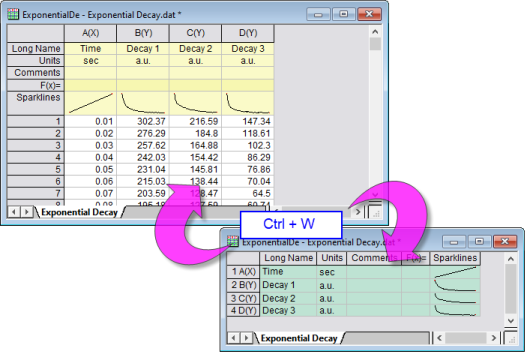 ExponentialDe - Exponential Decay.dat *
A(X) B(Y) C(Y) D(Y)
Long Name Time Decay 1 Decay 2 Decay 3
Units sec a.u. a.u. a.u.
Comments
F(x)=
Sparklines
1 0.01 302.37 216.59 147.34
2 0.02 276.29 184.8 118.61
3 0.03 257.62 164.88 102.3
4 0.04 242.03 154.42 86.29
5 0.05 231.04 145.81 76.86
6 0.06 215.03 138.44 70.04
7 0.07 203.59 128.47 64.5
8 0.08
Exponential Decay
Ctrl + W
ExponentialDe - Exponential Decay.dat *
Long Name Units Comments F(x)= Sparklines
1 A(X) Time sec
2 B(Y) Decay 1 a.u.
3 C(Y) Decay 2 a.u.
4 D(Y) Decay 3 a.u.
Exponential Decay